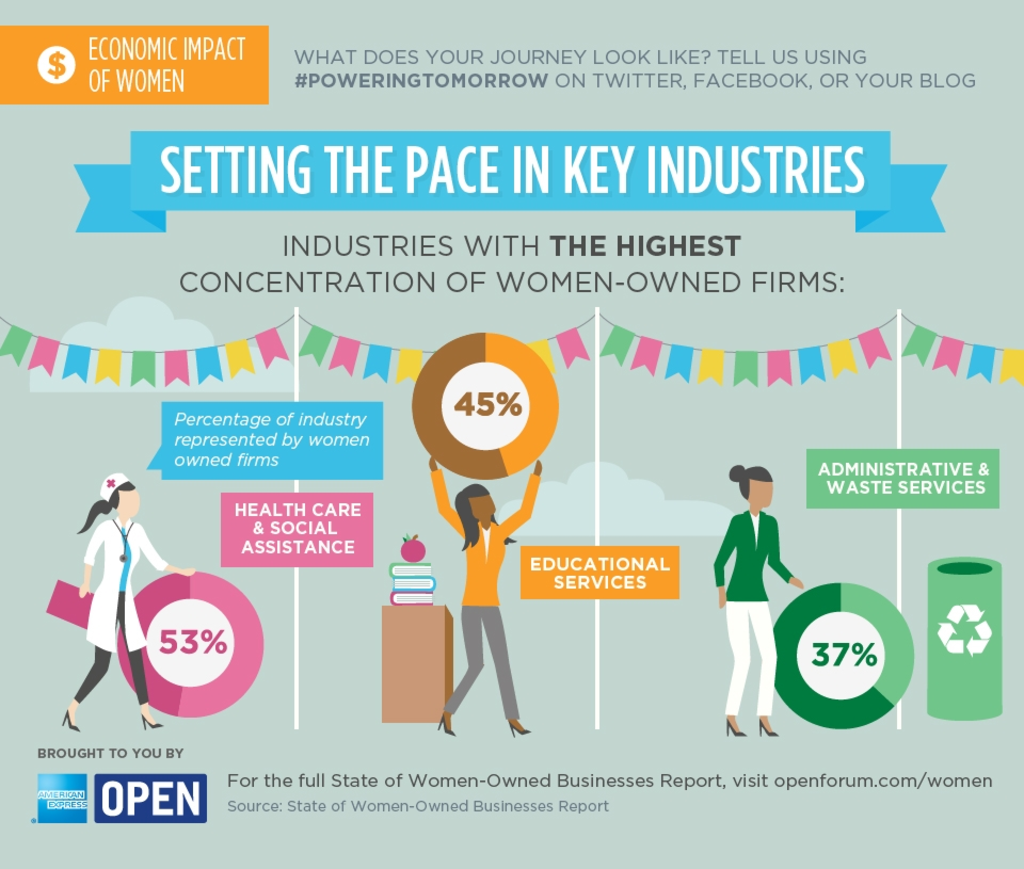 $
ECONOMIC IMPACT
OF WOMEN
WHAT DOES YOUR JOURNEY LOOK LIKE? TELL US USING
#POWERINGTOMORROW ON TWITTER, FACEBOOK, OR YOUR BLOG
SETTING THE PACE IN KEY INDUSTRIES
INDUSTRIES WITH THE HIGHEST
CONCENTRATION OF WOMEN-OWNED FIRMS:
Percentage of industry
represented by women
owned firms
HEALTH CARE
& SOCIAL
ASSISTANCE
53%
45%
EDUCATIONAL
SERVICES
ADMINISTRATIVE &
WASTE SERVICES
37%
BROUGHT TO YOU BY
AMERICAN
EXPRESS
®
OPEN
For the full State of Women-Owned Businesses Report, visit openforum.com/women
Source: State of Women-Owned Businesses Report